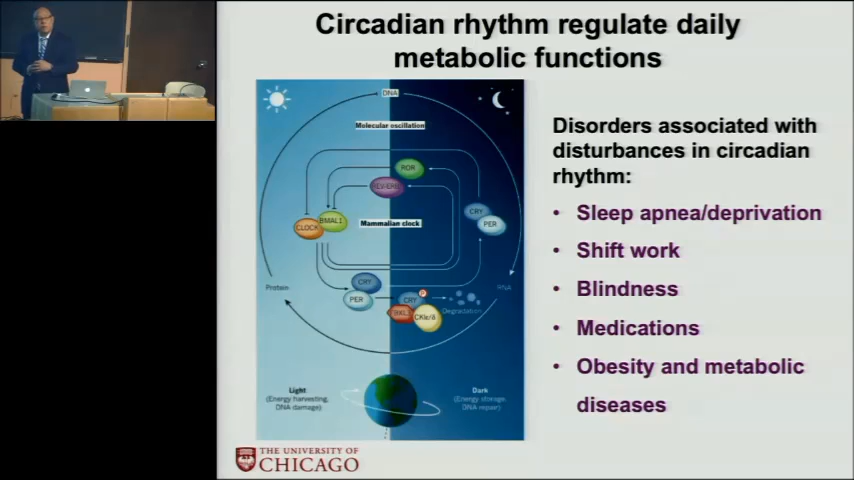 Circadian rhythm regulate daily
metabolic functions
DNA
Molecular oscillation
ROR
REV-ERB
BMAL1
CLOCK
Mammalian clock
CRY
PER
Protein
RNA
CRY
PER
CRY
P
FBXL3
CKIε/δ
Degradation
Light
(Energy harvesting,
DNA damage)
Dark
(Energy storage,
DNA repair)
Disorders associated with
disturbances in circadian
rhythm:
• Sleep apnea/deprivation
• Shift work
• Blindness
• Medications
• Obesity and metabolic
diseases
THE UNIVERSITY OF
CHICAGO